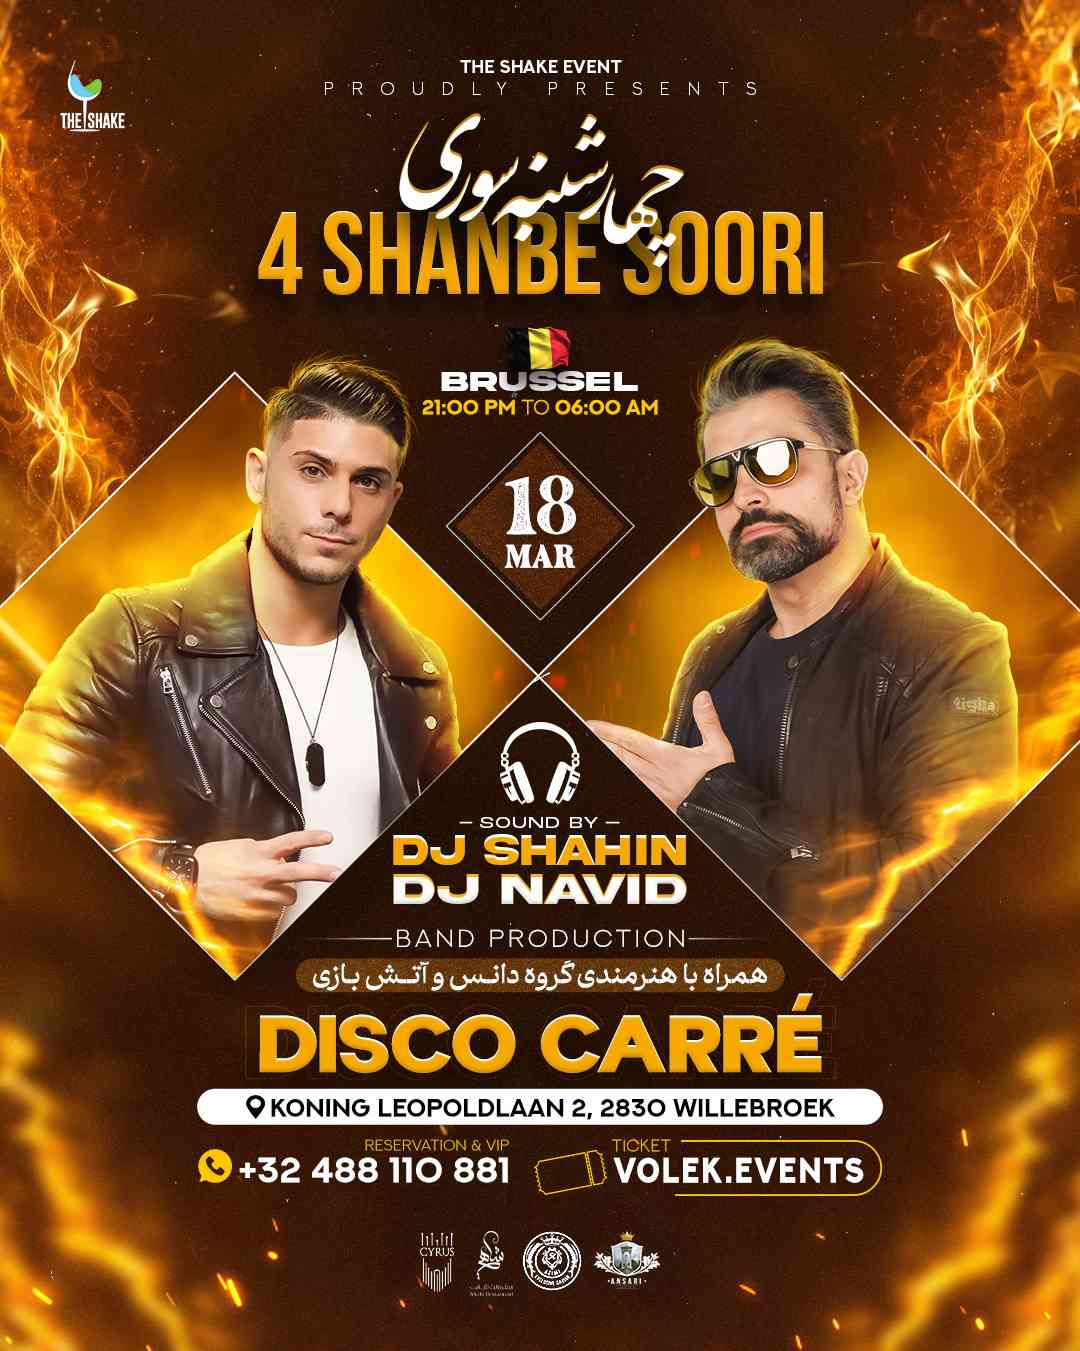 THE SHAKE
THE SHAKE EVENT
PROUDLY PRESENTS
چهارشنبه سوری
4 SHANBE SOORI
BRUSSEL
21:00 PM TO 06:00 AM
18
MAR
tigha
SOUND BY
DJ SHAHIN
DJ NAVID
BAND PRODUCTION
همراه با هنرمندی گروه دانس و آتش بازی
DISCO CARRÉ
KONING LEOPOLDLAAN 2, 2830 WILLEBROEK
RESERVATION & VIP
+32 488 110 881
TICKET
VOLEK.EVENTS
CYRUS
ANSARI